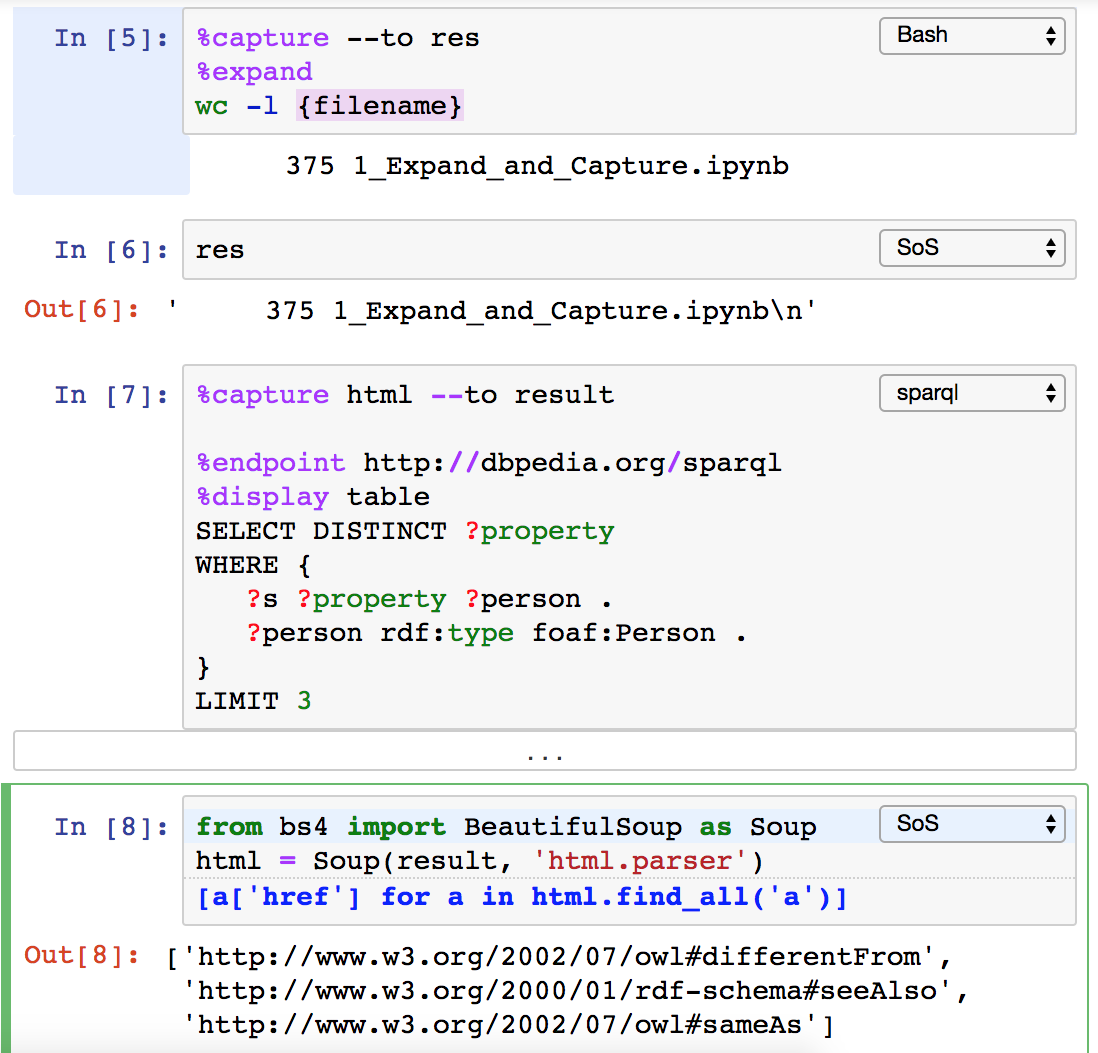 In [5]: %capture --to res Bash
%expand
wc -l {filename}
375 1_Expand_and_Capture.ipynb
In [6]: res SoS
Out[6]: '     375 1_Expand_and_Capture.ipynb\n'
In [7]: %capture html --to result sparql
%endpoint http://dbpedia.org/sparql
%display table
SELECT DISTINCT ?property
WHERE {
   ?s ?property ?person .
   ?person rdf:type foaf:Person .
}
LIMIT 3
...
In [8]: from bs4 import BeautifulSoup as Soup SoS
html = Soup(result, 'html.parser')
[a['href'] for a in html.find_all('a')]
Out[8]: ['http://www.w3.org/2002/07/owl#differentFrom',
'http://www.w3.org/2000/01/rdf-schema#seeAlso',
'http://www.w3.org/2002/07/owl#sameAs']